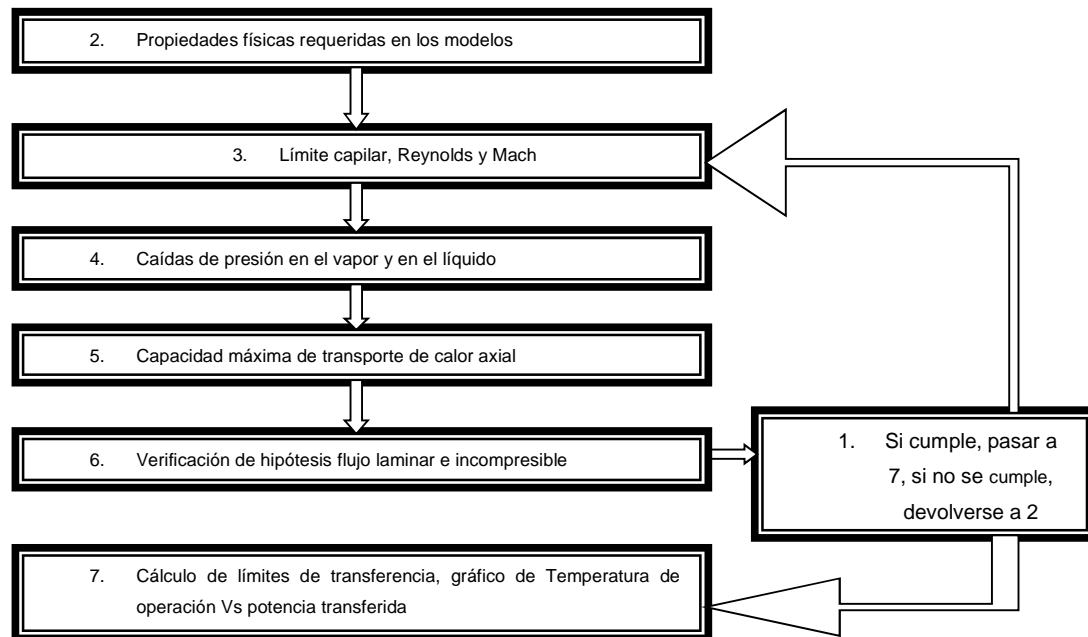 2. Propiedades físicas requeridas en los modelos
3. Límite capilar, Reynolds y Mach
4. Caídas de presión en el vapor y en el líquido
5. Capacidad máxima de transporte de calor axial
6. Verificación de hipótesis flujo laminar e incompresible
1. Si cumple, pasar a
7, si no se cumple,
devolverse a 2
7. Cálculo de límites de transferencia, gráfico de Temperatura de
operación Vs potencia transferida